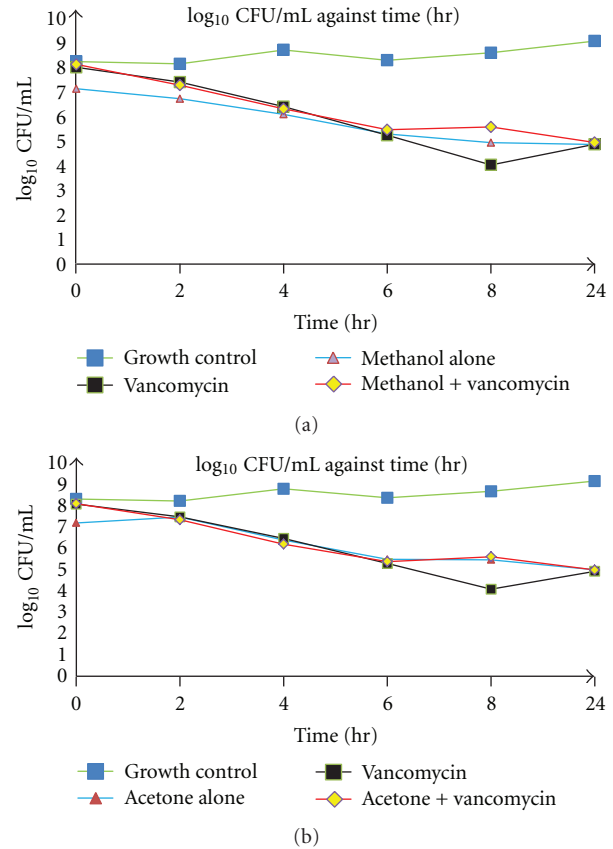 log₁₀ CFU/mL against time (hr)
10
9
8
7
6
5
4
3
2
1
0
log₁₀ CFU/mL
0 2 4 6 8 24
Time (hr)
Growth control
Vancomycin
Methanol alone
Methanol + vancomycin
(a)
log₁₀ CFU/mL against time (hr)
10
9
8
7
6
5
4
3
2
1
0
log₁₀ CFU/mL
0 2 4 6 8 24
Time (hr)
Growth control
Acetone alone
Vancomycin
Acetone + vancomycin
(b)